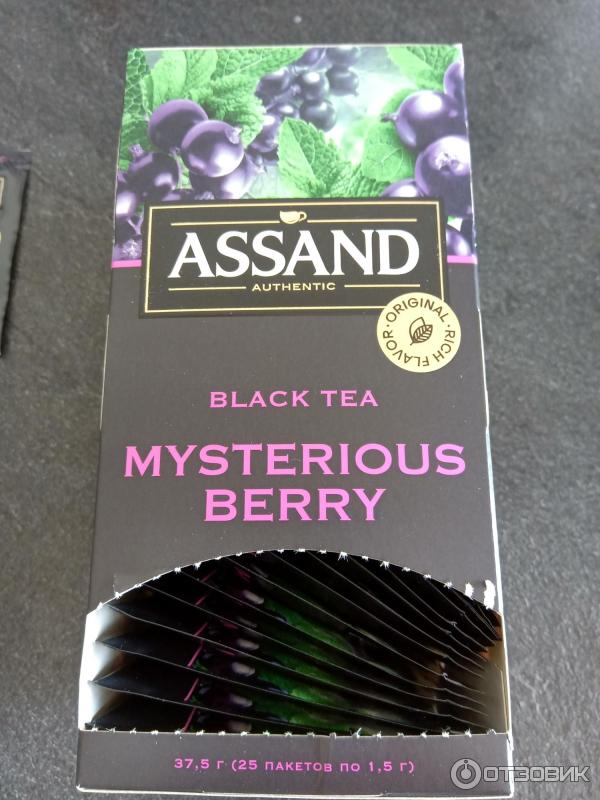 ASSAND
AUTHENTIC
ORIGINAL · RICH FLAVOR ·
BLACK TEA
MYSTERIOUS
BERRY
37,5 г (25 ПАКЕТОВ ПО 1,5 г)
ОТЗОВИК